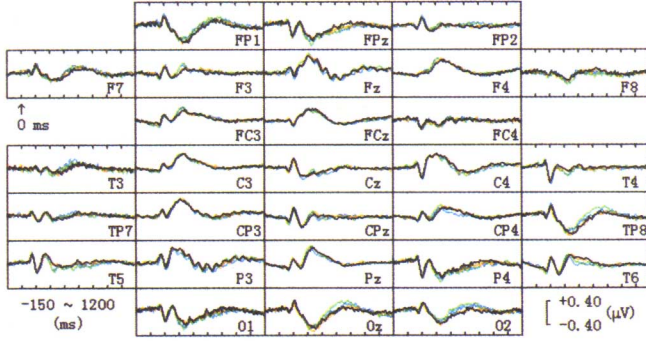 FP1 FPz FP2
F7 F3 Fz F4 F8
↑
0 ms
FC3 FCz FC4
T3 C3 Cz C4 T4
TP7 CP3 CPz CP4 TP8
T5 P3 Pz P4 T6
-150 ~ 1200
(ms)
O1 Oz O2
+0.40
-0.40
(μV)